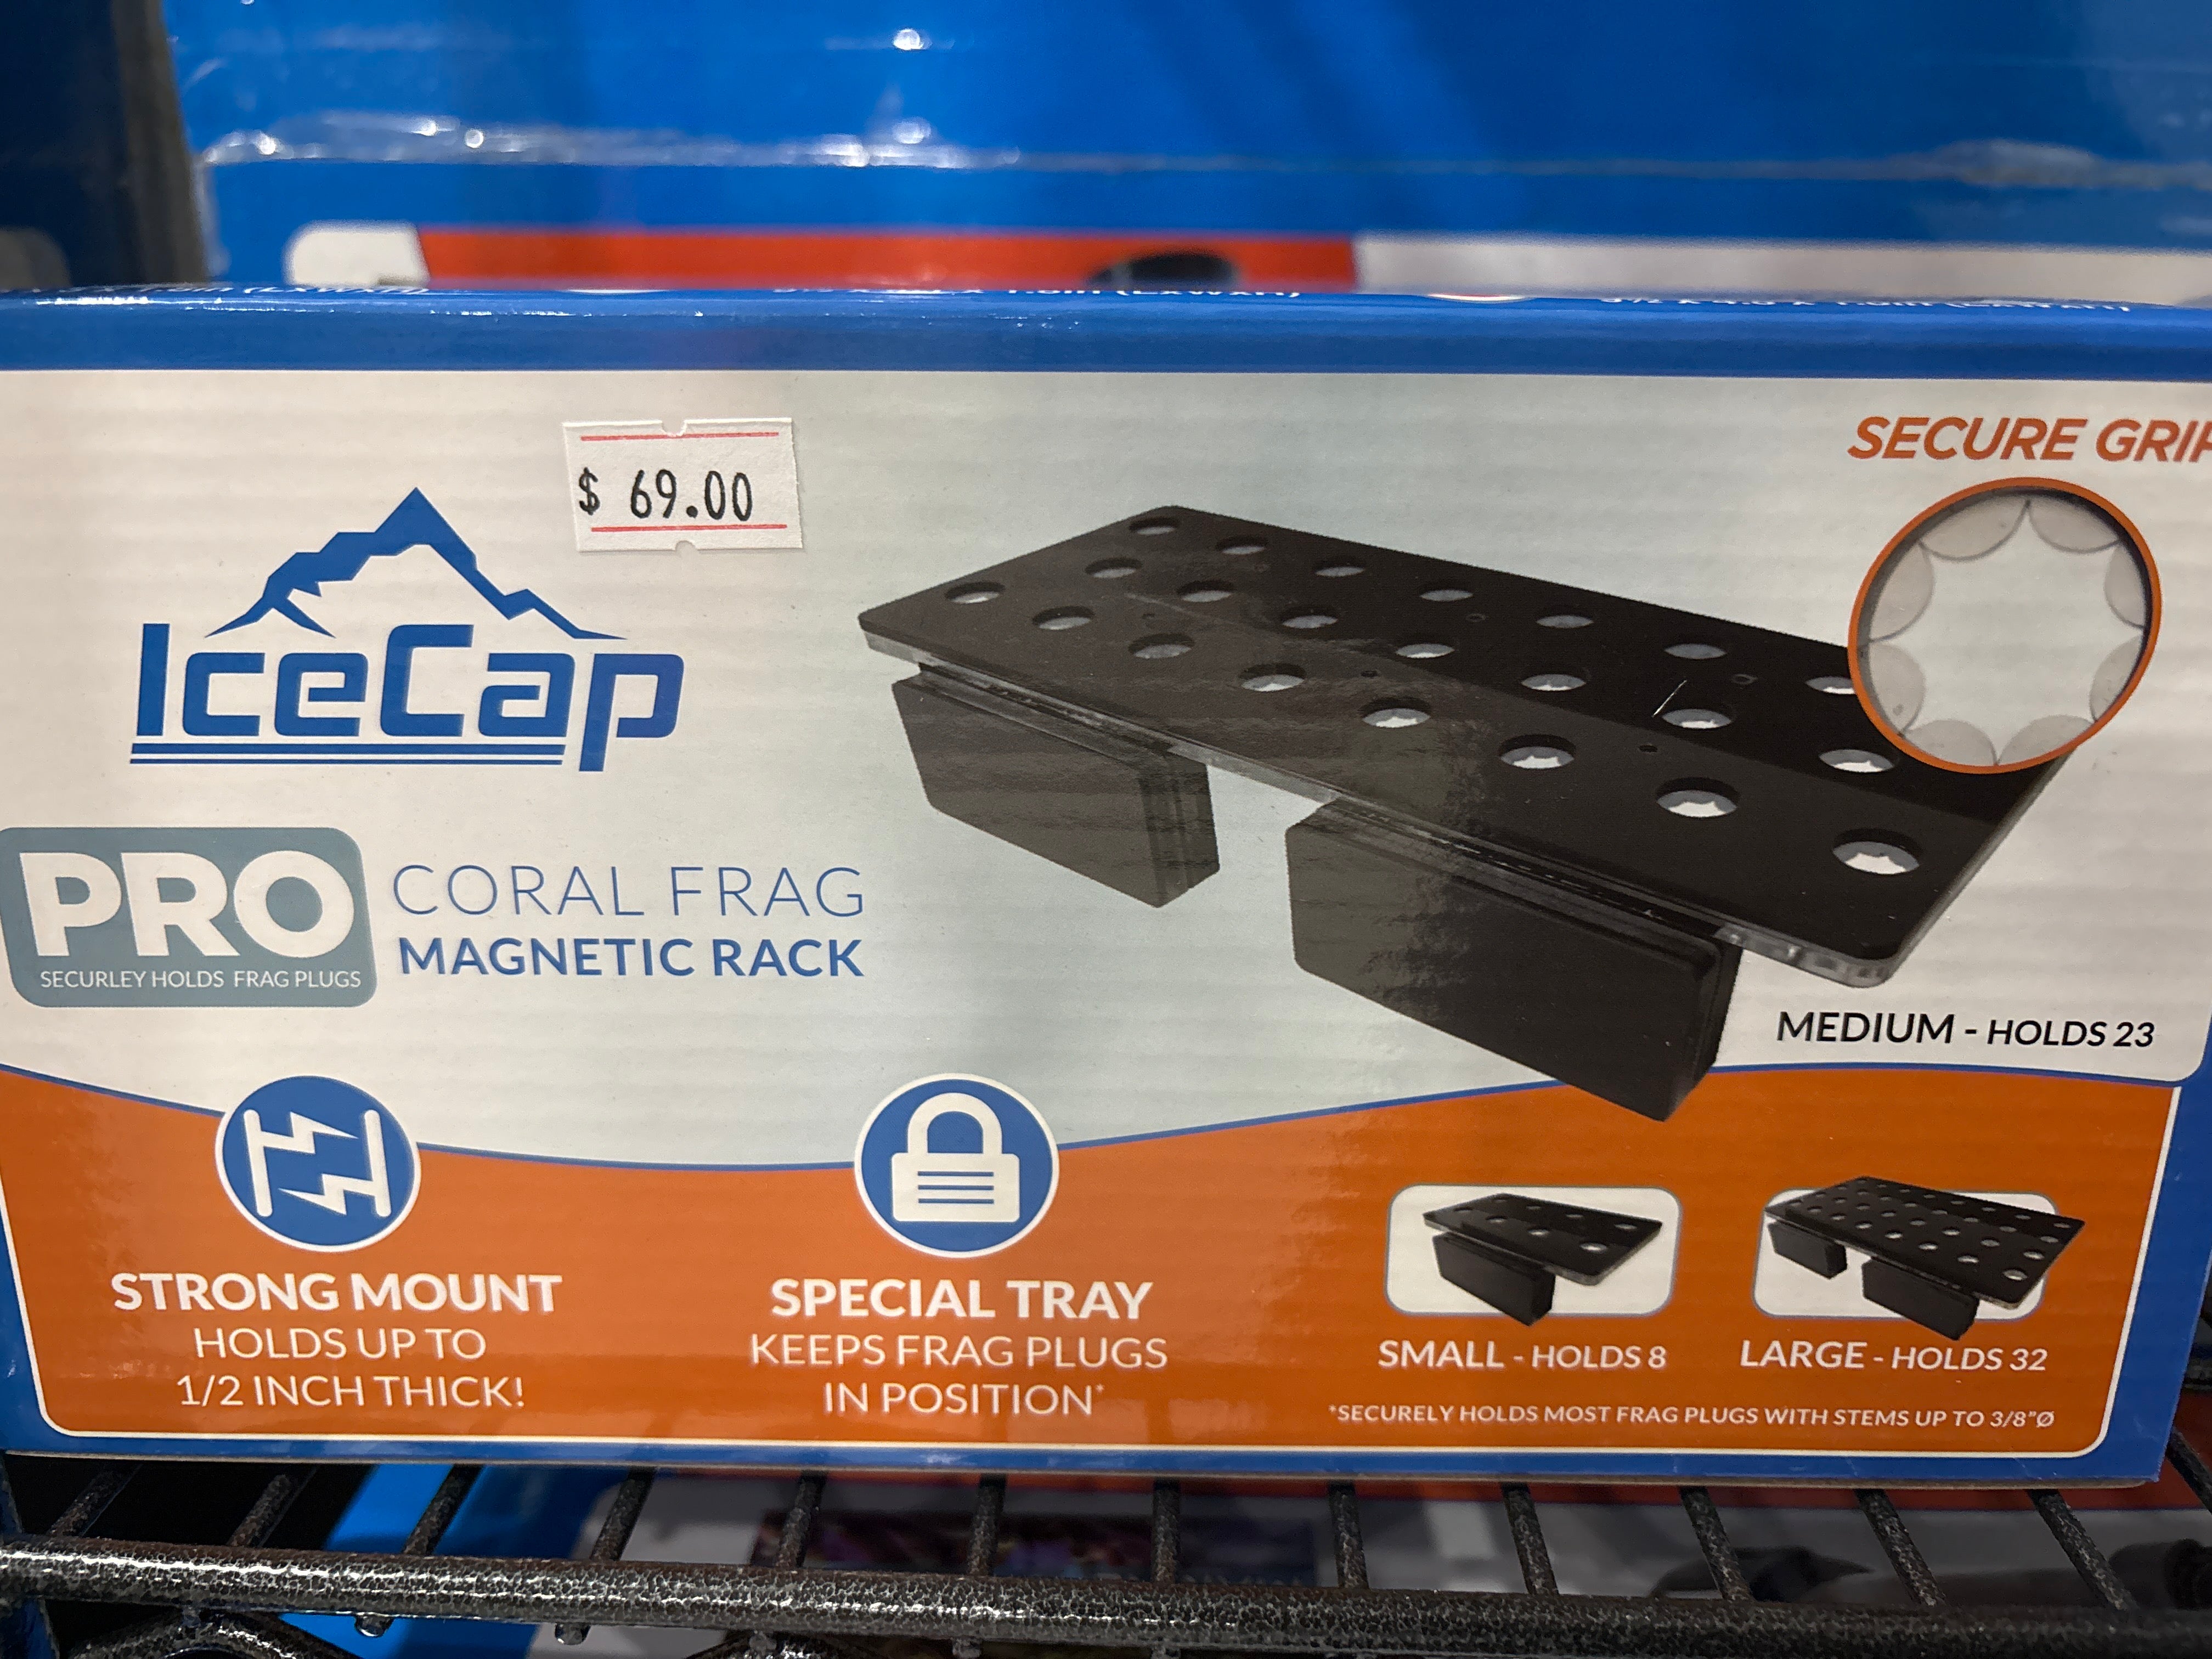 $ 69.00
SECURE GRIP
IceCap
PRO
SECURLEY HOLDS FRAG PLUGS
CORAL FRAG
MAGNETIC RACK
MEDIUM - HOLDS 23
STRONG MOUNT
HOLDS UP TO
1/2 INCH THICK!
SPECIAL TRAY
KEEPS FRAG PLUGS
IN POSITION*
SMALL - HOLDS 8
LARGE - HOLDS 32
*SECURELY HOLDS MOST FRAG PLUGS WITH STEMS UP TO 3/8"Ø